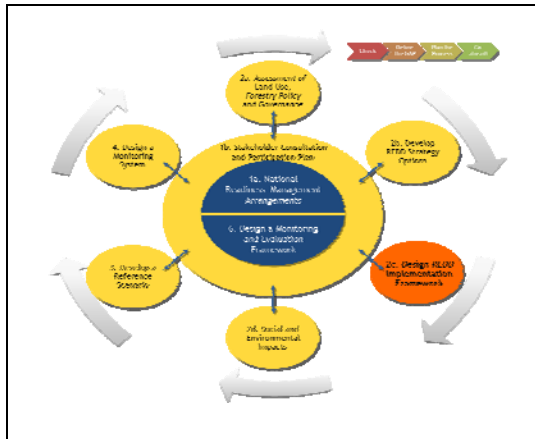 2a. Assessment of
Land Use,
Forestry Policy
and Governance
4. Design a
Monitoring
System
1b. Stakeholder Consultation
and Participation Plan
2b. Develop
REDD Strategy
Options
1a. National
Readiness Management
Arrangements
6. Design a Monitoring
and Evaluation
Framework
3. Develop a
Reference
Scenario
2c. Design REDD
Implementation
Framework
2d. Social and
Environmental
Impacts